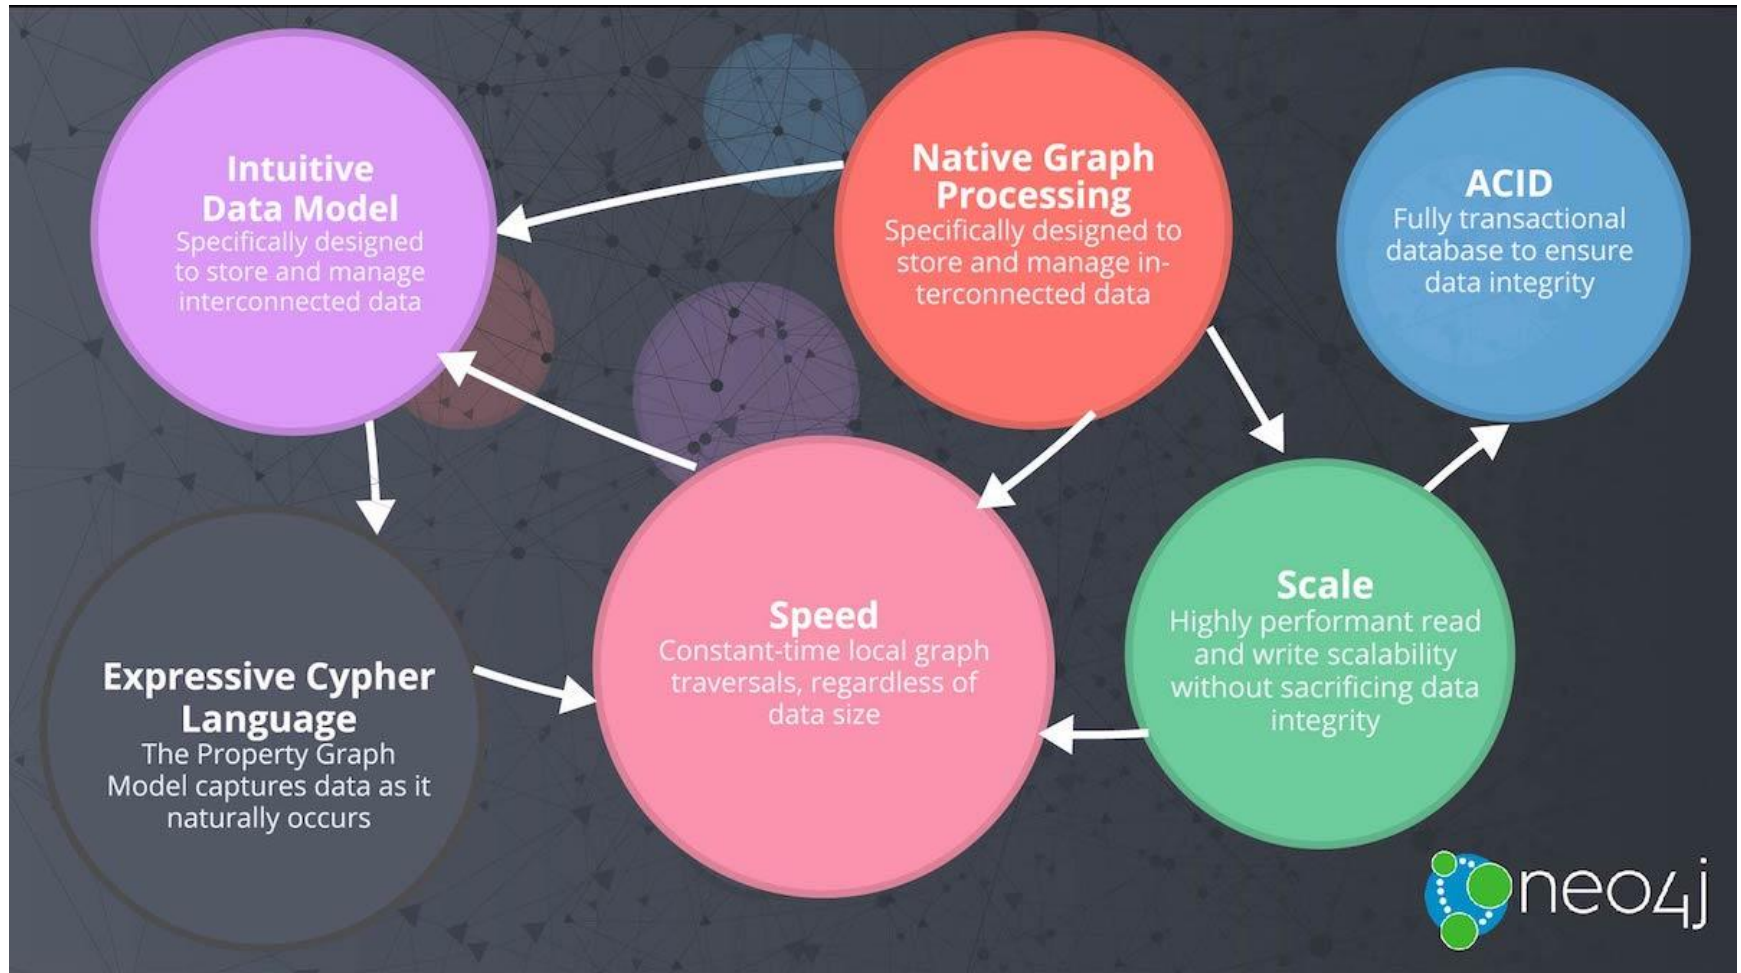 Intuitive
Data Model
Specifically designed
to store and manage
interconnected data
Native Graph
Processing
Specifically designed to
store and manage in-
terconnected data
ACID
Fully transactional
database to ensure
data integrity
Expressive Cypher
Language
The Property Graph
Model captures data as it
naturally occurs
Speed
Constant-time local graph
traversals, regardless of
data size
Scale
Highly performant read
and write scalability
without sacrificing data
integrity
neo4j